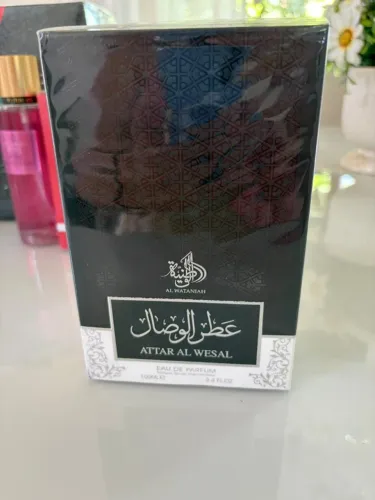 الوطنية
AL WATANIAH
عطر الوصال
ATTAR AL WESAL
EAU DE PARFUM
100ML ℮ 3.4 FL.OZ